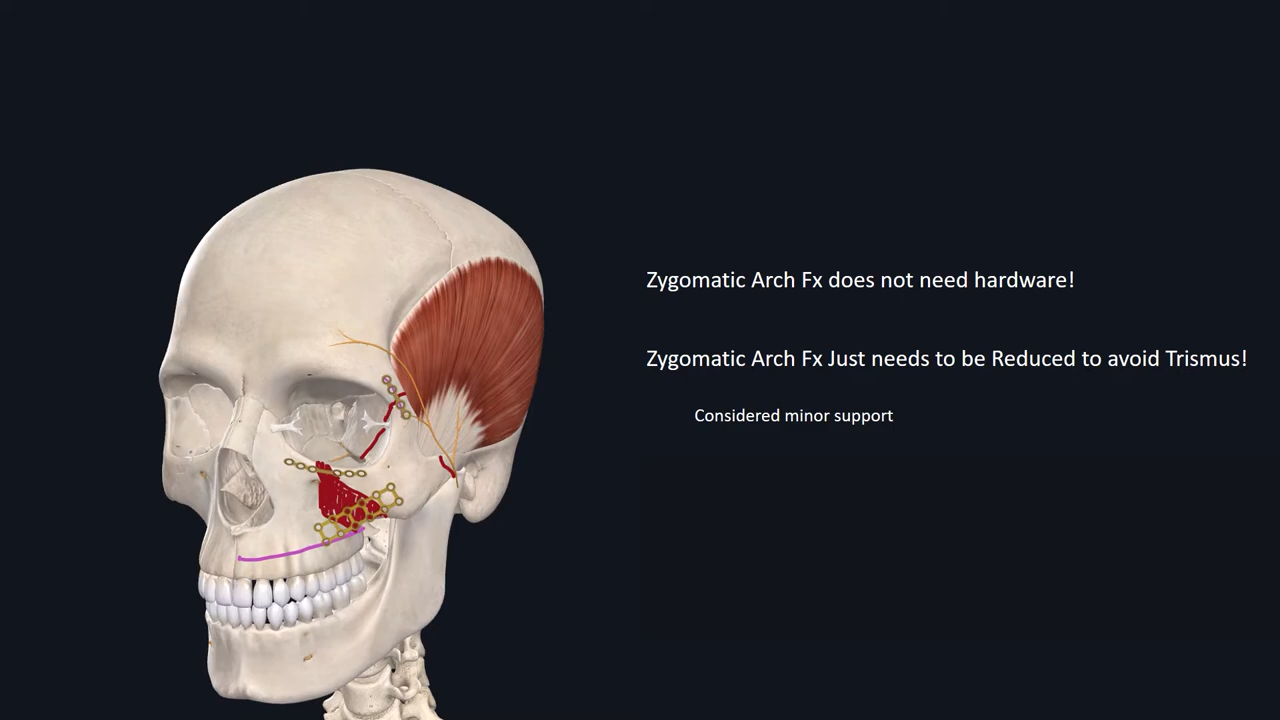 Zygomatic Arch Fx does not need hardware!
Zygomatic Arch Fx Just needs to be Reduced to avoid Trismus!
Considered minor support